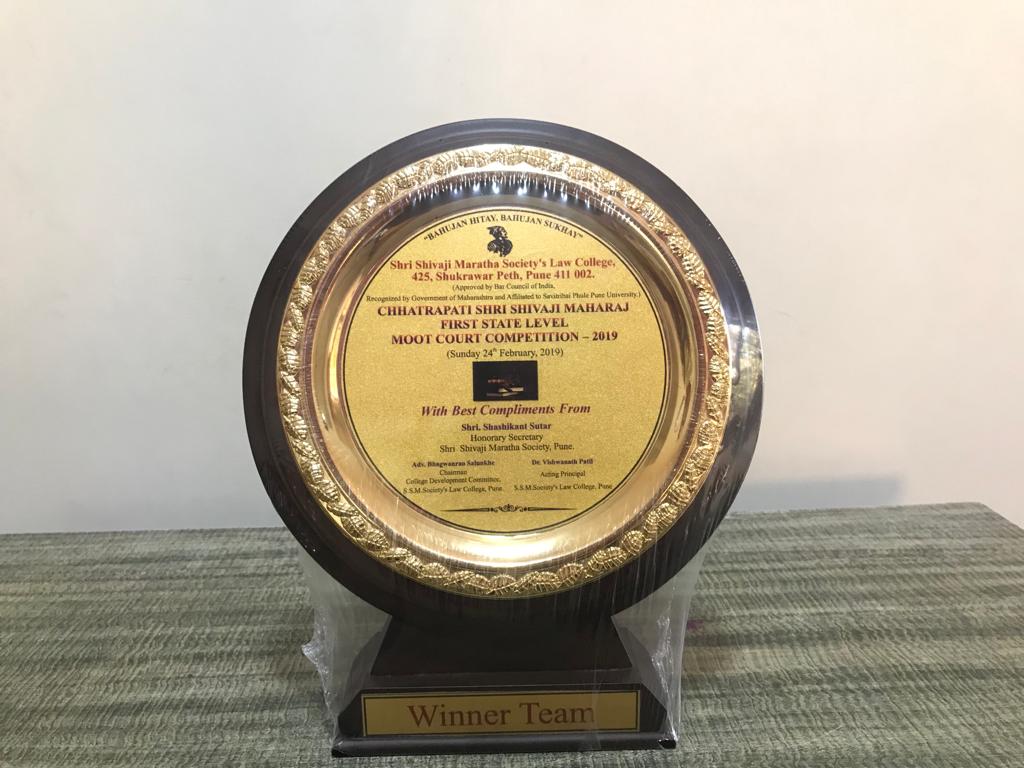 "BAHUJAN HITAY, BAHUJAN SUKHAY"
Shri Shivaji Maratha Society's Law College,
425, Shukrawar Peth, Pune 411 002.
(Approved by Bar Council of India,
Recognized by Government of Maharashtra and Affiliated to Savitribai Phule Pune University.)
CHHATRAPATI SHRI SHIVAJI MAHARAJ
FIRST STATE LEVEL
MOOT COURT COMPETITION – 2019
(Sunday 24th February, 2019)
With Best Compliments From
Shri. Shashikant Sutar
Honorary Secretary
Shri Shivaji Maratha Society, Pune.
Adv. Bhagwanrao Salunkhe
Chairman
College Development Committee,
S.S.M.Society's Law College, Pune.
Dr. Vishwanath Patil
Acting Principal
S.S.M.Society's Law College, Pune
Winner Team